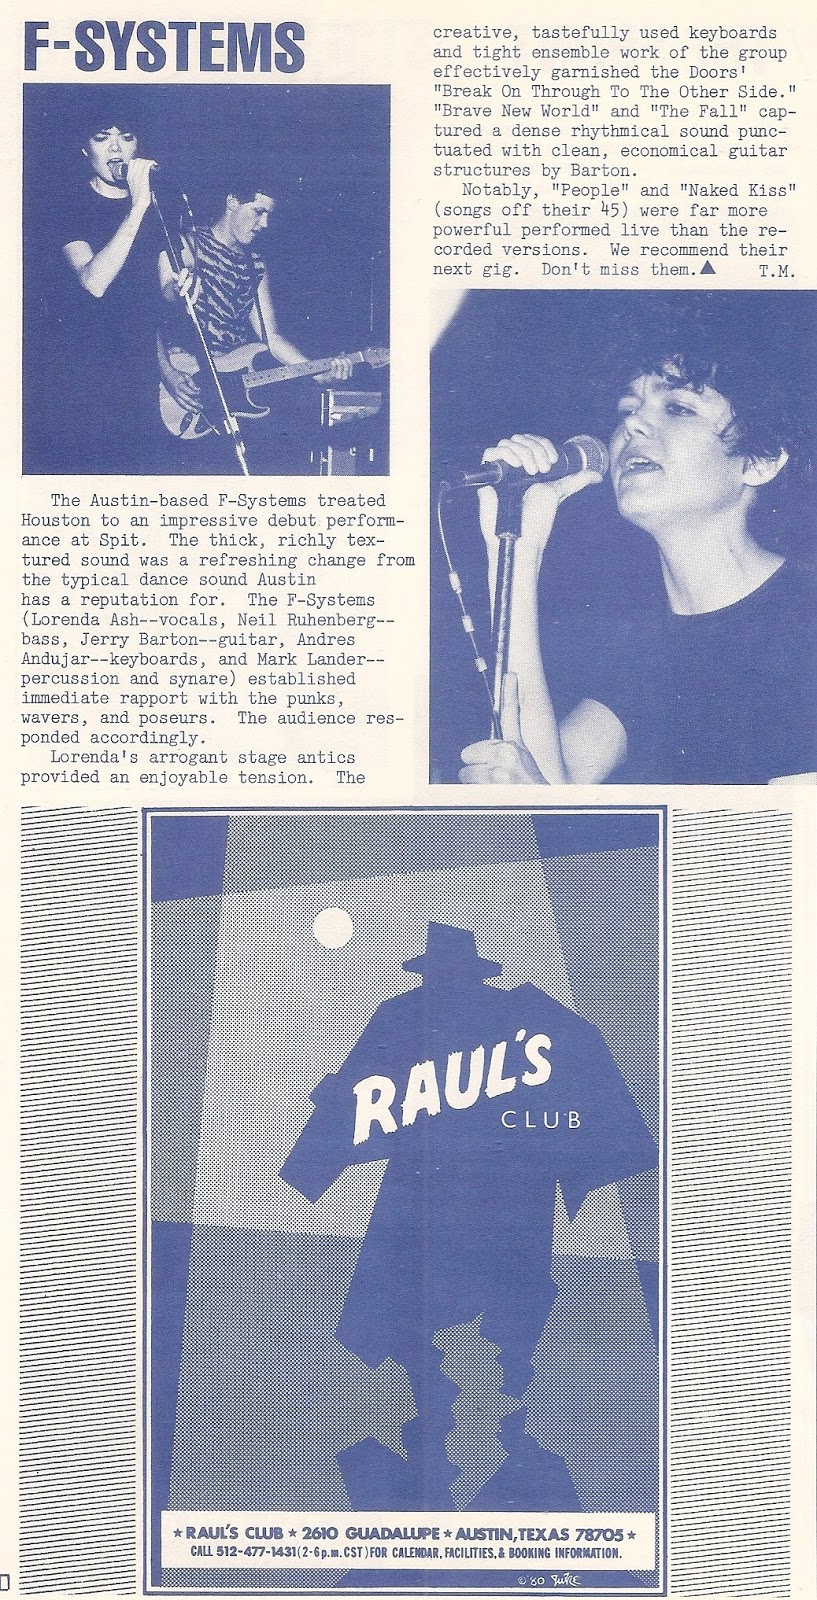 F-SYSTEMS
The Austin-based F-Systems treated
Houston to an impressive debut perform-
ance at Spit. The thick, richly tex-
tured sound was a refreshing change from
the typical dance sound Austin
has a reputation for. The F-Systems
(Lorenda Ash--vocals, Neil Ruhenberg--
bass, Jerry Barton--guitar, Andres
Andujar--keyboards, and Mark Lander--
percussion and synare) established
immediate rapport with the punks,
wavers, and poseurs. The audience res-
ponded accordingly.
Lorenda's arrogant stage antics
provided an enjoyable tension. The
creative, tastefully used keyboards
and tight ensemble work of the group
effectively garnished the Doors'
"Break On Through To The Other Side."
"Brave New World" and "The Fall" cap-
tured a dense rhythmical sound punc-
tuated with clean, economical guitar
structures by Barton.
Notably, "People" and "Naked Kiss"
(songs off their 45) were far more
powerful performed live than the re-
corded versions. We recommend their
next gig. Don't miss them.▲ T.M.
RAUL'S
CLUB
★ RAUL'S CLUB ★ 2610 GUADALUPE ★ AUSTIN, TEXAS 78705 ★
CALL 512-477-1431 (2-6 p.m. CST) FOR CALENDAR, FACILITIES, & BOOKING INFORMATION.
© '80